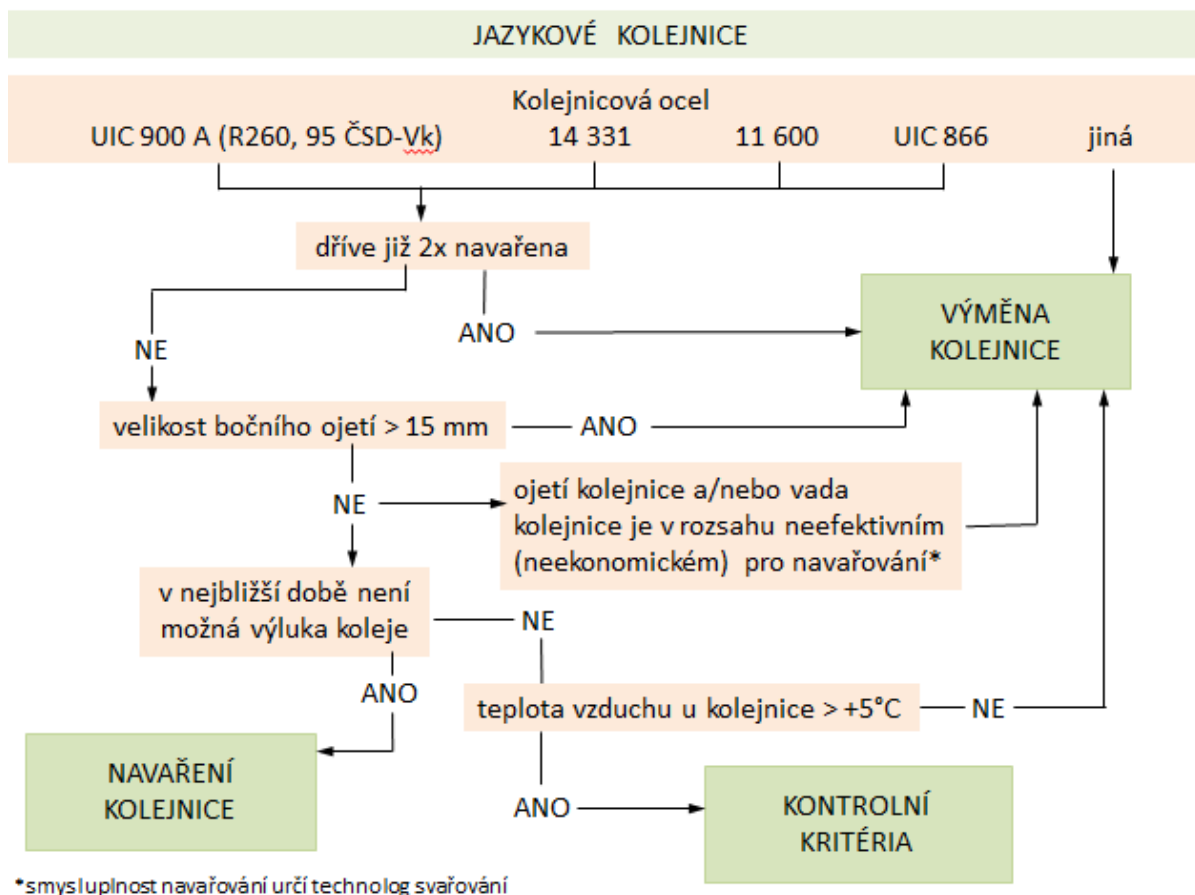 JAZYKOVÉ KOLEJNICE
Kolejnicová ocel
UIC 900 A (R260, 95 ČSD-Vk) 14 331 11 600 UIC 866 jiná
dříve již 2x navařena
VÝMĚNA
KOLEJNICE
ANO
NE
velikost bočního ojetí > 15 mm
ANO
NE
ojetí kolejnice a/nebo vada
kolejnice je v rozsahu neefektivním
(neekonomickém) pro navařování*
v nejbližší době není
možná výluka koleje
NE
ANO
teplota vzduchu u kolejnice > +5°C
NE
NAVAŘENÍ
KOLEJNICE
ANO
KONTROLNÍ
KRITÉRIA
*smysluplnost navařování určí technolog svařování